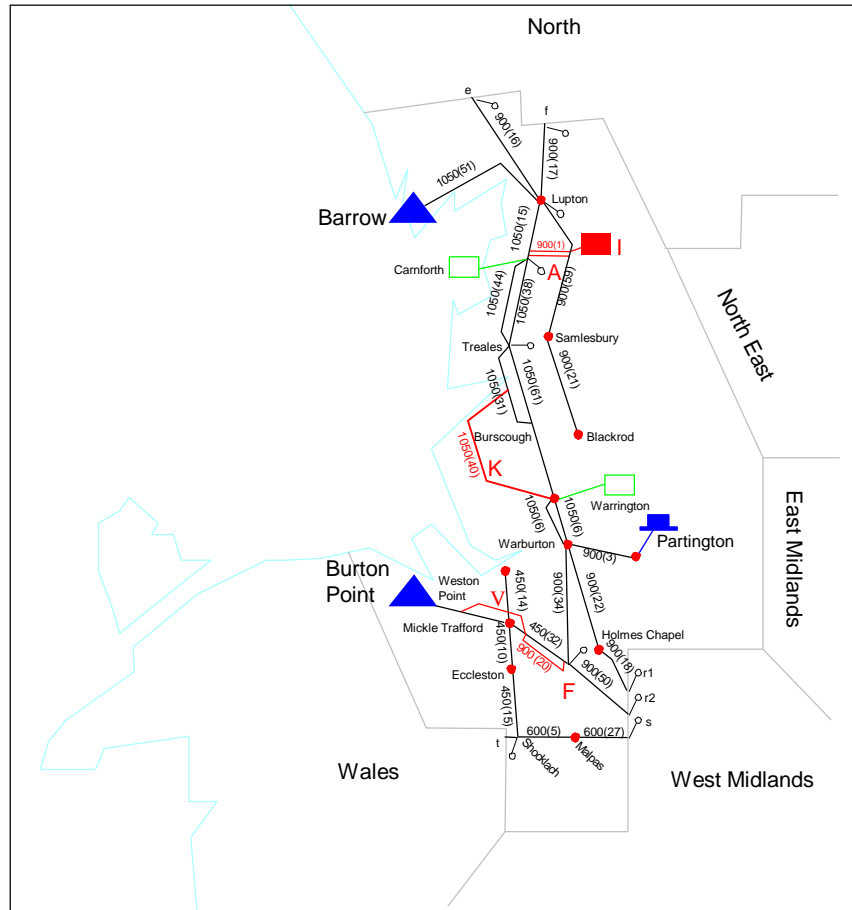 North
e
f
900(16)
900(17)
1050(51)
Barrow
Lupton
1050(15)
900(1)
I
Carnforth
A
1050(44)
1050(38)
900(59)
Treales
Samlesbury
North East
900(21)
1050(31)
1050(61)
Burscough
Blackrod
1050(40)
K
Warrington
1050(6)
1050(6)
Warburton
Partington
900(3)
East Midlands
Burton
Point
Weston
Point
450(14)
V
900(34)
900(22)
Mickle Trafford
450(10)
450(32)
900(20)
Holmes Chapel
Eccleston
900(18)
r1
F
900(50)
r2
450(15)
s
t
600(5)
600(27)
Shocklach
Malpas
Wales
West Midlands